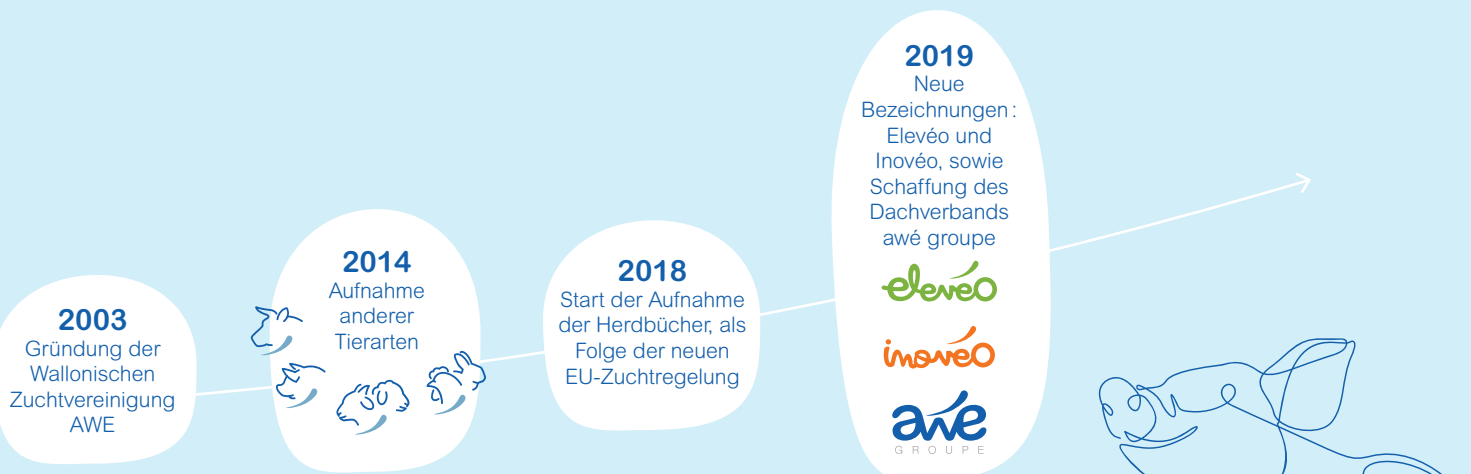 2003
Gründung der
Wallonischen
Zuchtvereinigung
AWE
2014
Aufnahme
anderer
Tierarten
2018
Start der Aufnahme
der Herdbücher, als
Folge der neuen
EU-Zuchtregelung
2019
Neue
Bezeichnungen :
Elevéo und
Inovéo, sowie
Schaffung des
Dachverbands
awé groupe
elevéo
inovéo
awé
GROUPE